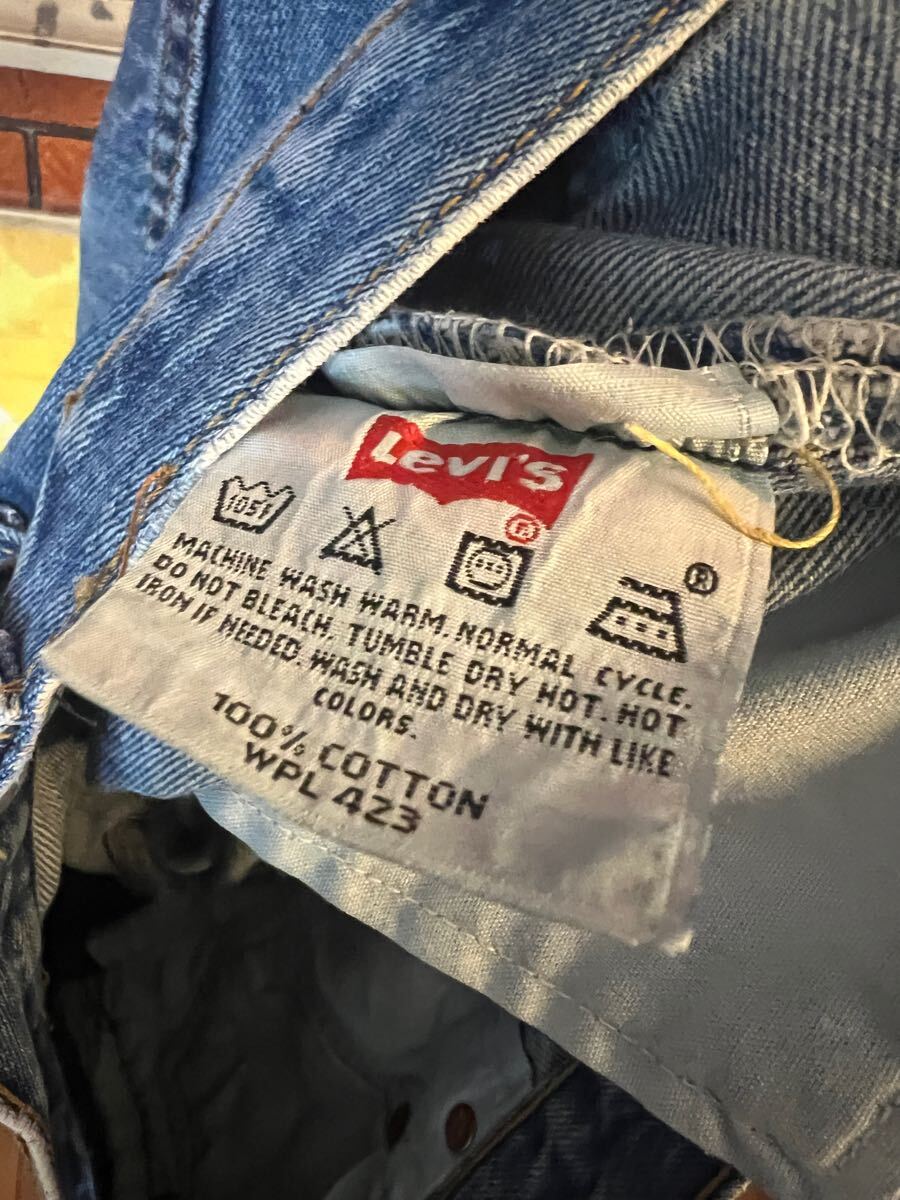 Levi's
®
105F
®
MACHINE WASH WARM. NORMAL CYCLE.
DO NOT BLEACH. TUMBLE DRY HOT. HOT
IRON IF NEEDED. WASH AND DRY WITH LIKE
COLORS.
100% COTTON
WPL 423